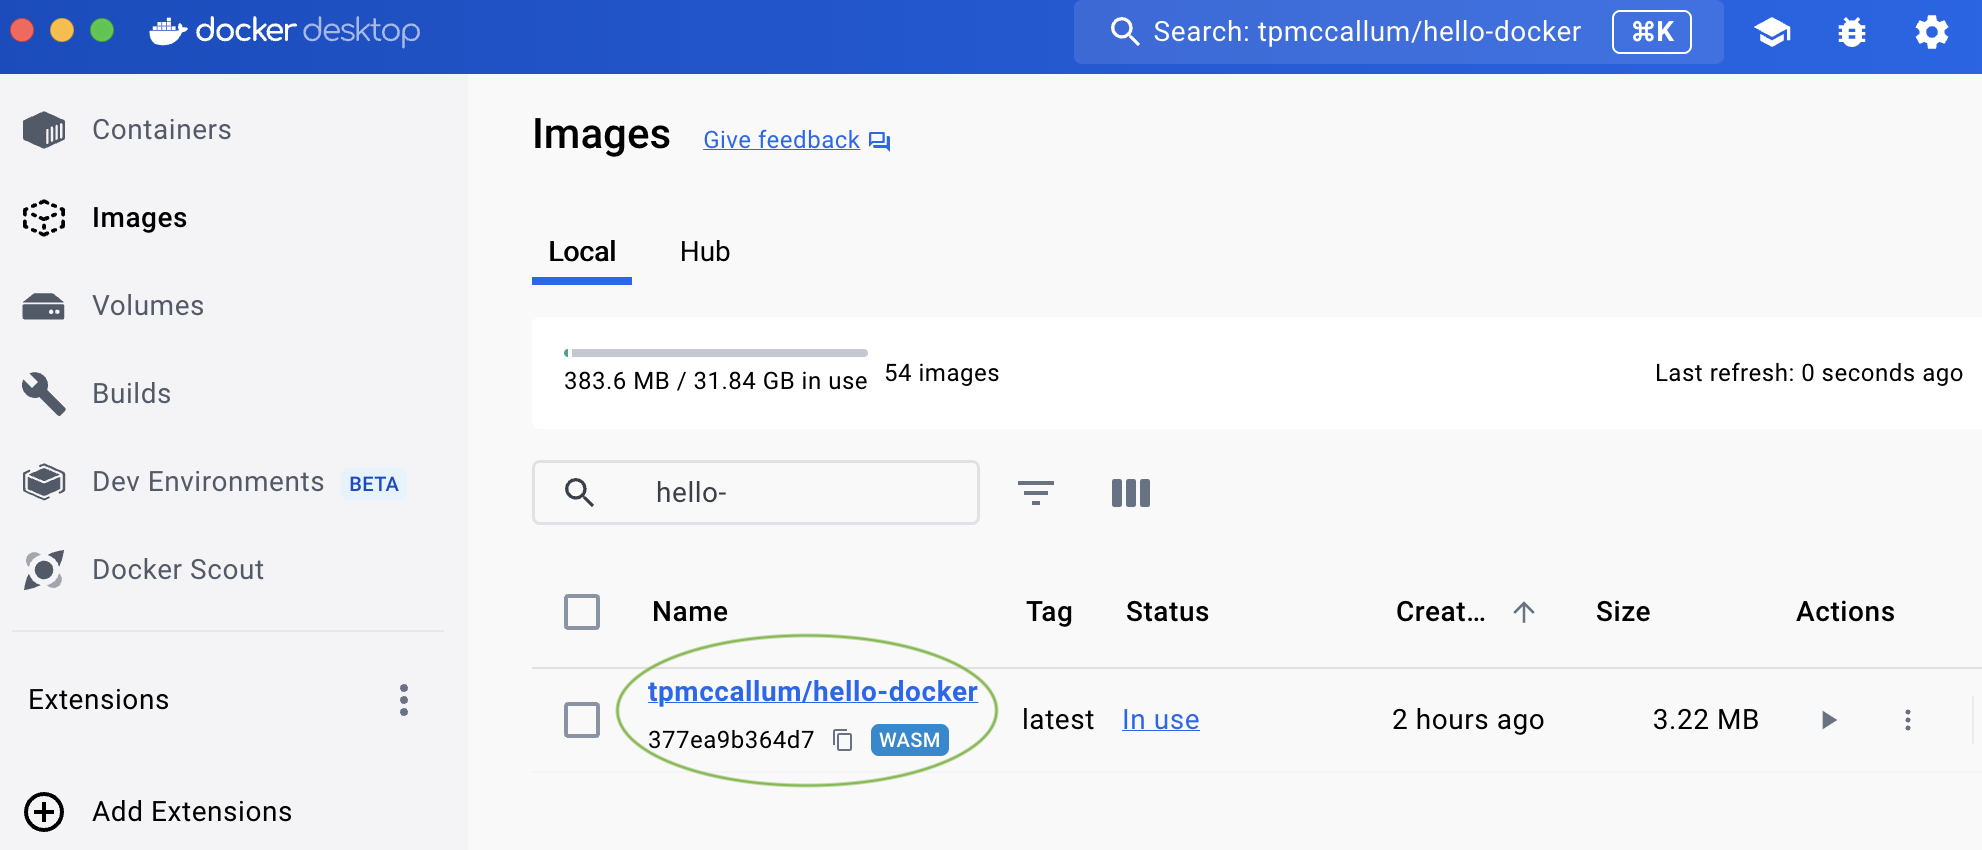 docker desktop
Search: tpmccallum/hello-docker ⌘K
Containers
Images
Volumes
Builds
Dev Environments BETA
Docker Scout
Extensions
Add Extensions
Images Give feedback
Local Hub
383.6 MB / 31.84 GB in use 54 images Last refresh: 0 seconds ago
hello-
Name Tag Status Creat... Size Actions
tpmccallum/hello-docker
377ea9b364d7 WASM latest In use 2 hours ago 3.22 MB